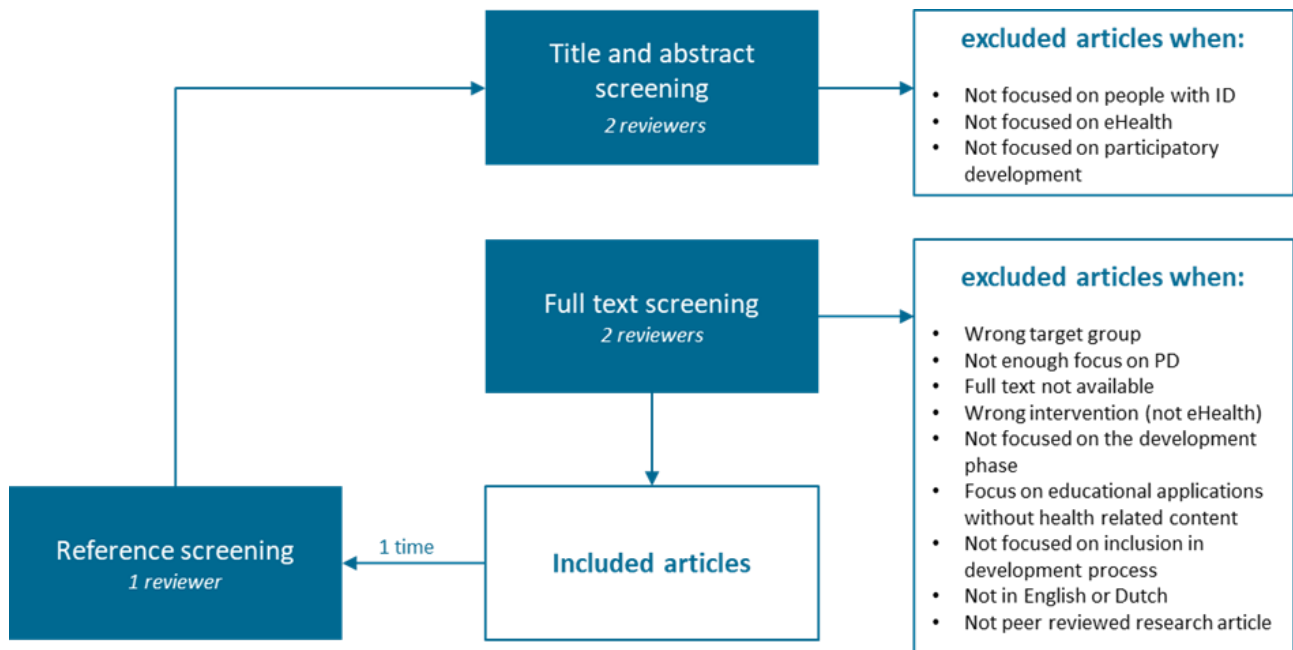 Title and abstract
screening
2 reviewers
excluded articles when:
• Not focused on people with ID
• Not focused on eHealth
• Not focused on participatory
development
Full text screening
2 reviewers
excluded articles when:
• Wrong target group
• Not enough focus on PD
• Full text not available
• Wrong intervention (not eHealth)
• Not focused on the development
phase
• Focus on educational applications
without health related content
• Not focused on inclusion in
development process
• Not in English or Dutch
• Not peer reviewed research article
Reference screening
1 reviewer
1 time
Included articles